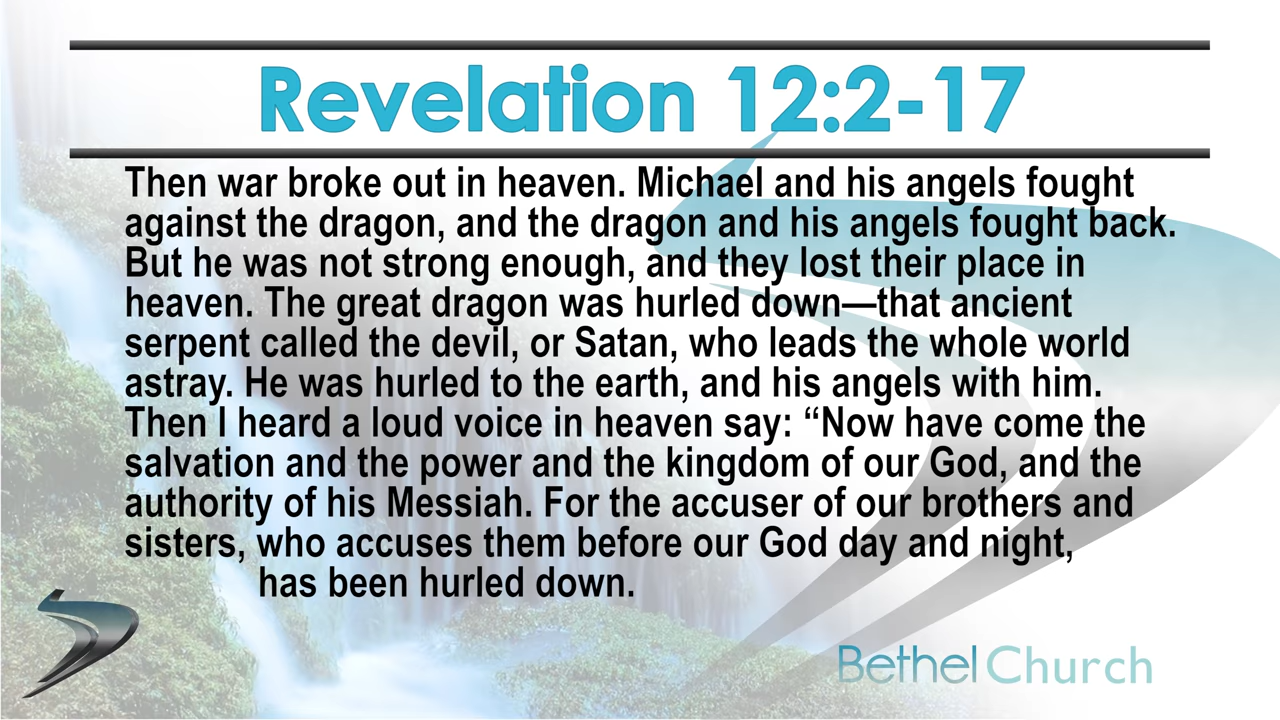 Revelation 12:2-17
Then war broke out in heaven. Michael and his angels fought
against the dragon, and the dragon and his angels fought back.
But he was not strong enough, and they lost their place in
heaven. The great dragon was hurled down—that ancient
serpent called the devil, or Satan, who leads the whole world
astray. He was hurled to the earth, and his angels with him.
Then I heard a loud voice in heaven say: “Now have come the
salvation and the power and the kingdom of our God, and the
authority of his Messiah. For the accuser of our brothers and
sisters, who accuses them before our God day and night,
has been hurled down.
Bethel Church